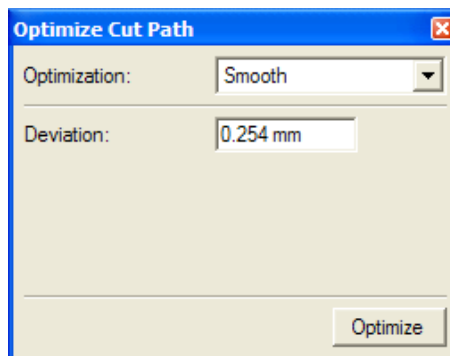 Optimize Cut Path
Optimization: Smooth
Deviation: 0.254 mm
Optimize